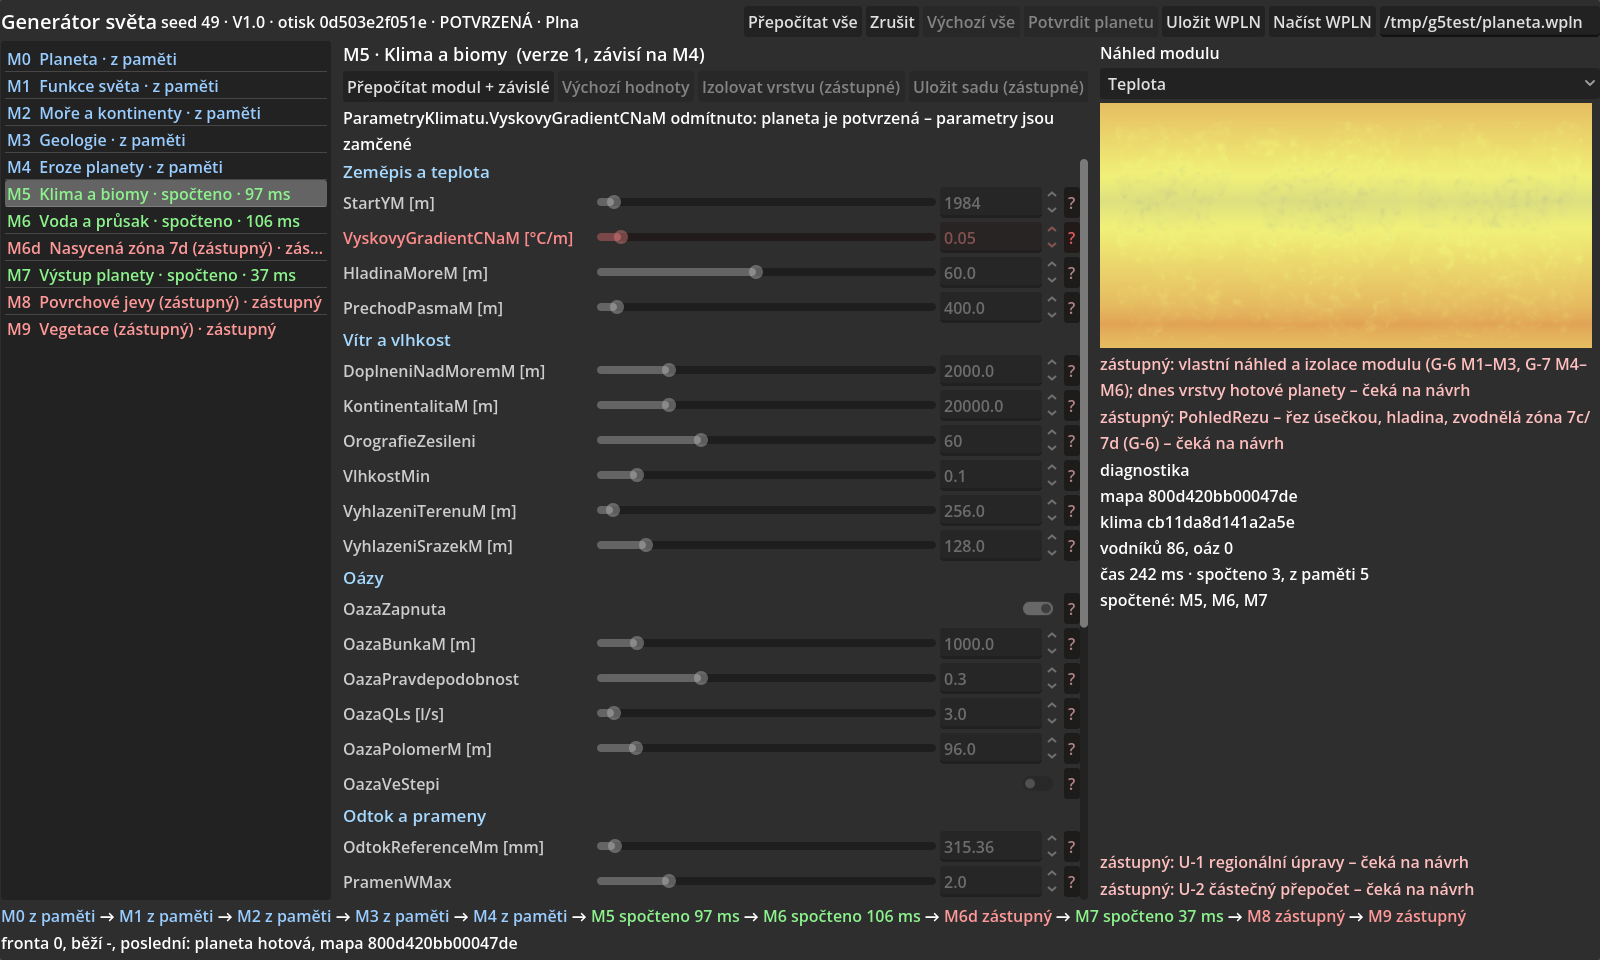 Generátor světa seed 49 · V1.0 · otisk 0d503e2f051e · POTVRZENÁ · Plna
Přepočítat vše Zrušit Výchozí vše Potvrdit planetu Uložit WPLN Načíst WPLN /tmp/g5test/planeta.wpln
M0 Planeta · z paměti
M1 Funkce světa · z paměti
M2 Moře a kontinenty · z paměti
M3 Geologie · z paměti
M4 Eroze planety · z paměti
M5 Klima a biomy · spočteno · 97 ms
M6 Voda a průsak · spočteno · 106 ms
M6d Nasycená zóna 7d (zástupný) · zás...
M7 Výstup planety · spočteno · 37 ms
M8 Povrchové jevy (zástupný) · zástupný
M9 Vegetace (zástupný) · zástupný
M5 · Klima a biomy (verze 1, závisí na M4)
Přepočítat modul + závislé Výchozí hodnoty Izolovat vrstvu (zástupné) Uložit sadu (zástupné)
ParametryKlimatu.VyskovyGradientCNaM odmítnuto: planeta je potvrzená – parametry jsou
zamčené
Zeměpis a teplota
StartYM [m] 1984 ?
VyskovyGradientCNaM [°C/m] 0.05 ?
HladinaMoreM [m] 60.0 ?
PrechodPasmaM [m] 400.0 ?
Vítr a vlhkost
DoplneniNadMoremM [m] 2000.0 ?
KontinentalitaM [m] 20000.0 ?
OrografieZesileni 60 ?
VlhkostMin 0.1 ?
VyhlazeniTerenuM [m] 256.0 ?
VyhlazeniSrazekM [m] 128.0 ?
Oázy
OazaZapnuta ?
OazaBunkaM [m] 1000.0 ?
OazaPravdepodobnost 0.3 ?
OazaQLs [l/s] 3.0 ?
OazaPolomerM [m] 96.0 ?
OazaVeStepi ?
Odtok a prameny
OdtokReferenceMm [mm] 315.36 ?
PramenWMax 2.0 ?
Náhled modulu
Teplota
zástupný: vlastní náhled a izolace modulu (G-6 M1–M3, G-7 M4–
M6); dnes vrstvy hotové planety – čeká na návrh
zástupný: PohledRezu – řez úsečkou, hladina, zvodnělá zóna 7c/
7d (G-6) – čeká na návrh
diagnostika
mapa 800d420bb00047de
klima cb11da8d141a2a5e
vodníků 86, oáz 0
čas 242 ms · spočteno 3, z paměti 5
spočtené: M5, M6, M7
zástupný: U-1 regionální úpravy – čeká na návrh
zástupný: U-2 částečný přepočet – čeká na návrh
M0 z paměti → M1 z paměti → M2 z paměti → M3 z paměti → M4 z paměti → M5 spočteno 97 ms → M6 spočteno 106 ms → M6d zástupný → M7 spočteno 37 ms → M8 zástupný → M9 zástupný
fronta 0, běží -, poslední: planeta hotová, mapa 800d420bb00047de